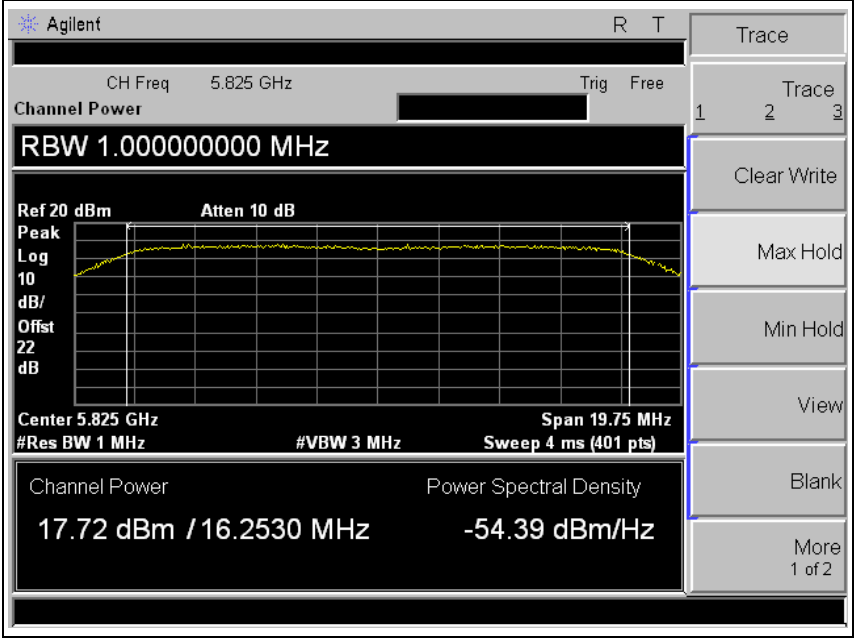 Agilent R T
CH Freq 5.825 GHz Trig Free
Channel Power
RBW 1.000000000 MHz
Ref 20 dBm Atten 10 dB
Peak
Log
10
dB/
Offst
22
dB
Center 5.825 GHz Span 19.75 MHz
#Res BW 1 MHz #VBW 3 MHz Sweep 4 ms (401 pts)
Channel Power Power Spectral Density
17.72 dBm / 16.2530 MHz -54.39 dBm/Hz
Trace
Trace
1 2 3
Clear Write
Max Hold
Min Hold
View
Blank
More
1 of 2